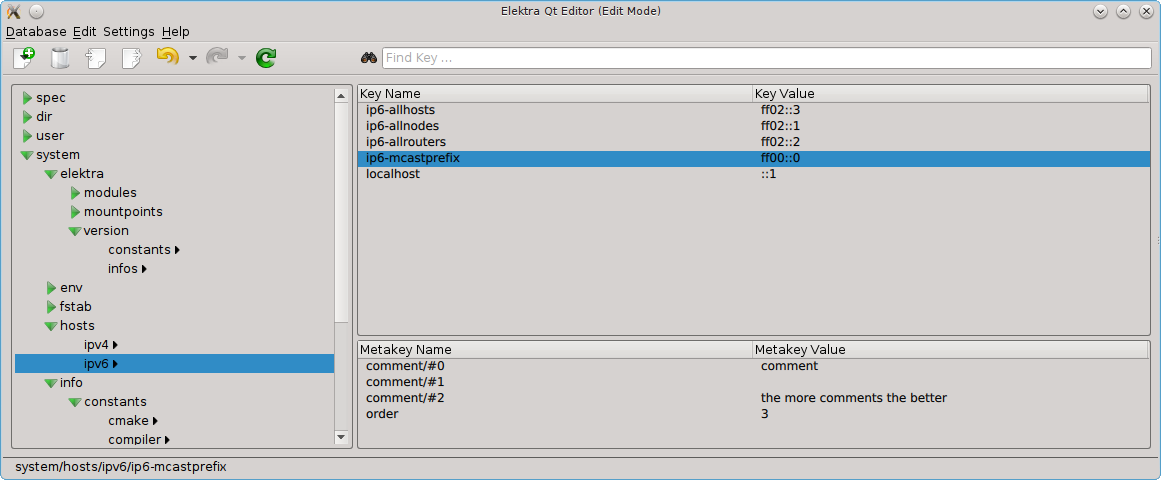 Elektra Qt Editor (Edit Mode)
Database Edit Settings Help
Find Key ...
spec
dir
user
system
elektra
modules
mountpoints
version
constants
infos
env
fstab
hosts
ipv4
ipv6
info
constants
cmake
compiler
Key Name Key Value
ip6-allhosts ff02::3
ip6-allnodes ff02::1
ip6-allrouters ff02::2
ip6-mcastprefix ff00::0
localhost ::1
Metakey Name Metakey Value
comment/#0 comment
comment/#1
comment/#2 the more comments the better
order 3
system/hosts/ipv6/ip6-mcastprefix